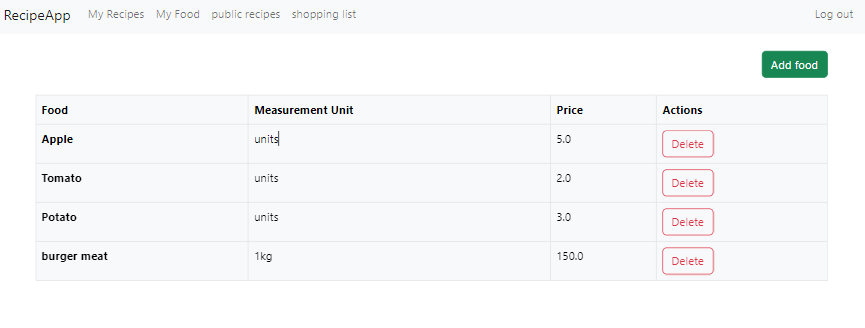 RecipeApp My Recipes My Food public recipes shopping list Log out
Add food
Food Measurement Unit Price Actions
Apple units 5.0 Delete
Tomato units 2.0 Delete
Potato units 3.0 Delete
burger meat 1kg 150.0 Delete